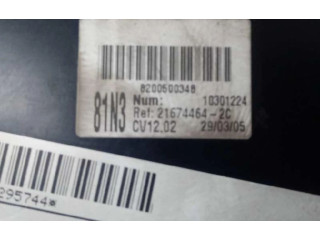 8200500348
81N3
Num: 10301224
Ref: 21674464-2C
CV12.02 29/03/05
295744*